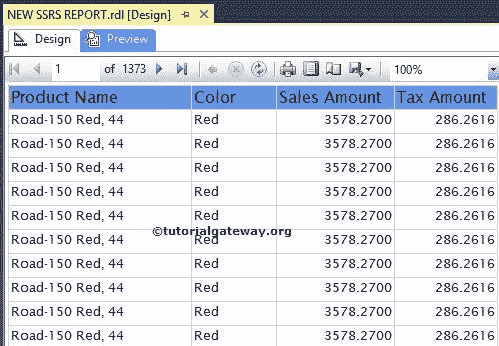 NEW SSRS REPORT.rdl [Design]
Design Preview
1 of 1373 100%
Product Name Color Sales Amount Tax Amount
Road-150 Red, 44 Red 3578.2700 286.2616
Road-150 Red, 44 Red 3578.2700 286.2616
Road-150 Red, 44 Red 3578.2700 286.2616
Road-150 Red, 44 Red 3578.2700 286.2616
Road-150 Red, 44 Red 3578.2700 286.2616
©tutorialgateway.org
Road-150 Red, 44 Red 3578.2700 286.2616
Road-150 Red, 44 Red 3578.2700 286.2616
Road-150 Red, 44 Red 3578.2700 286.2616
Road-150 Red, 44 Red 3578.2700 286.2616
Road-150 Red, 44 Red 3578.2700 286.2616